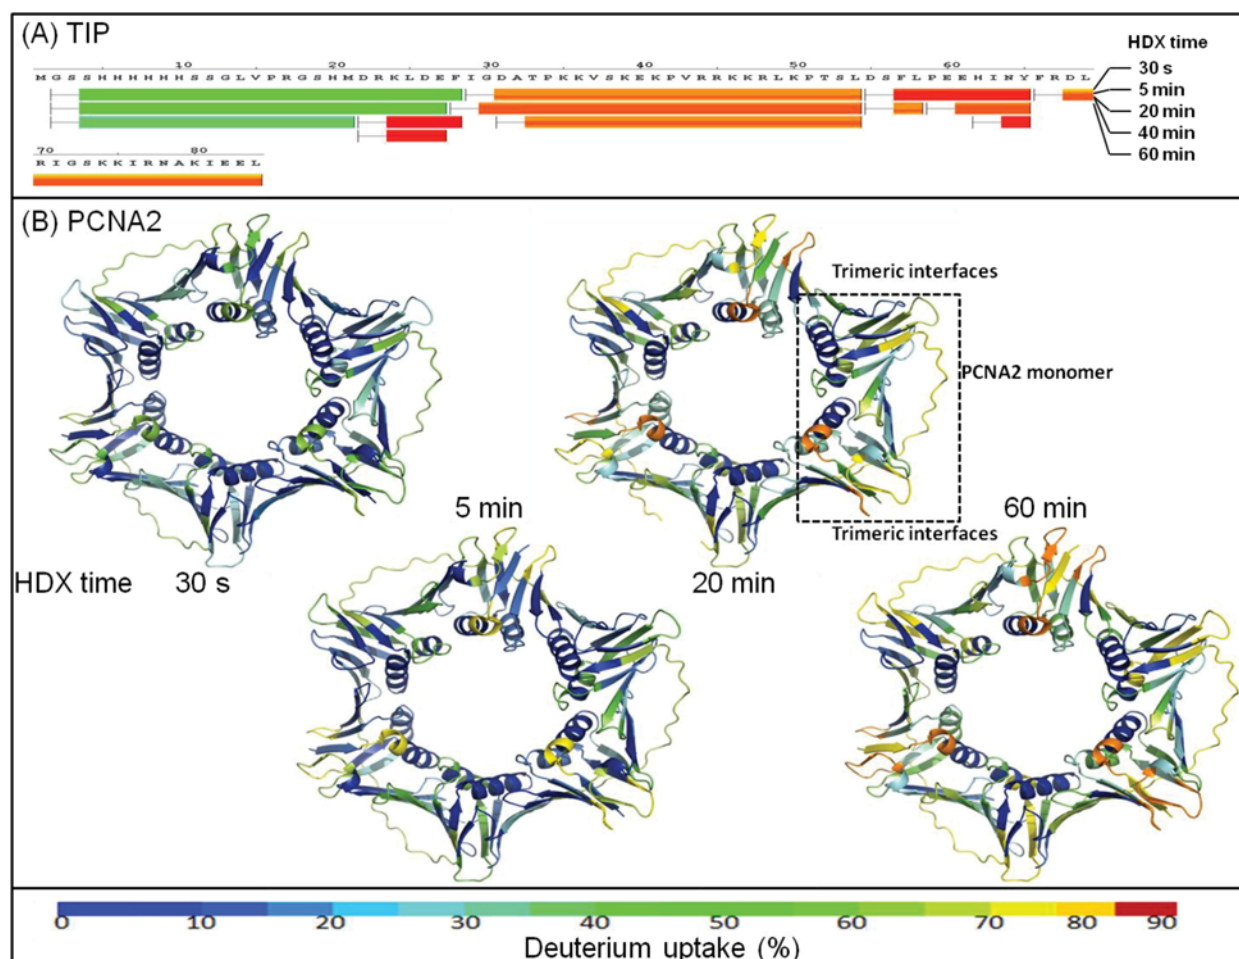 (A) TIP
HDX time
10 20 30 40 50 60
M G S S H H H H H H S S G L V P R G S H M D R K L D E F I G D A T P K K V S K E K P V R R K K R L K P T S L D S F L P E E H I N Y F R D L
30 s
5 min
20 min
40 min
60 min
70 80
R I G S K K I R N A K I E E L
(B) PCNA2
Trimeric interfaces
PCNA2 monomer
Trimeric interfaces
5 min
60 min
HDX time 30 s
20 min
0 10 20 30 40 50 60 70 80 90
Deuterium uptake (%)